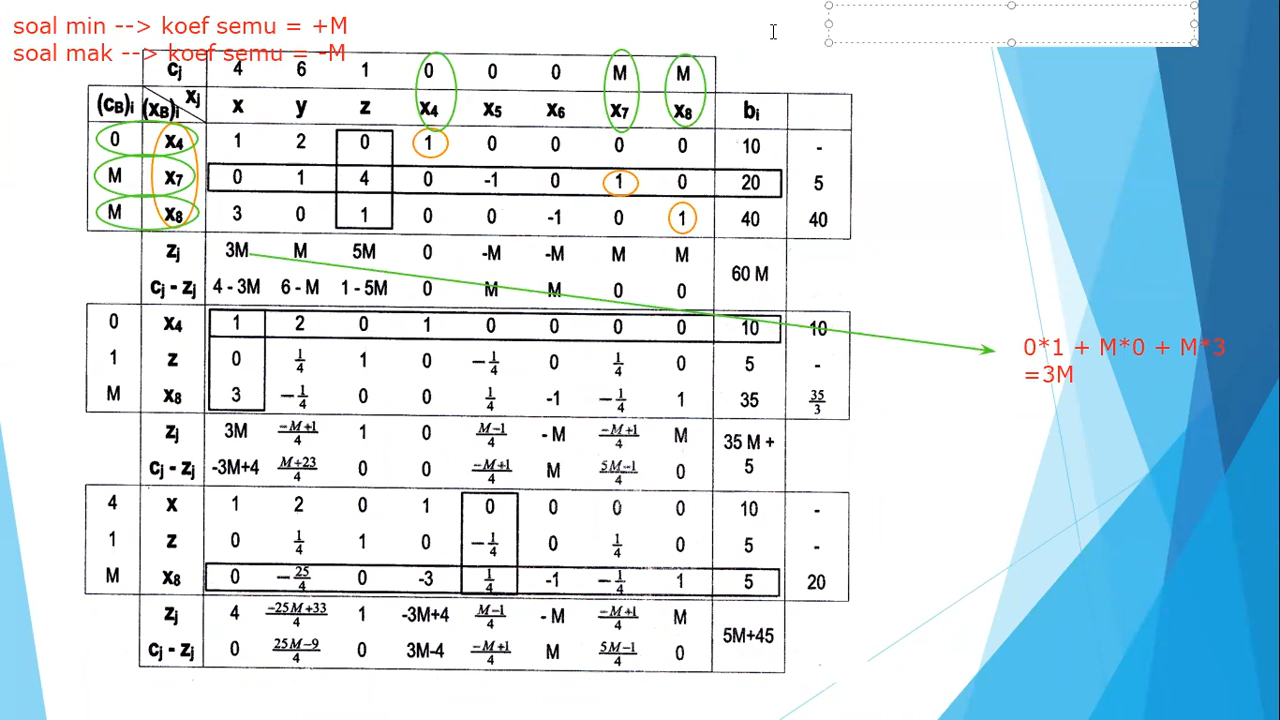 soal min --> koef semu = +M
soal mak --> koef semu = -M
cj 4 6 1 0 0 0 M M
(cB)i (xB)i xj x y z x4 x5 x6 x7 x8 bi
0 x4 1 2 0 1 0 0 0 0 10 -
M x7 0 1 4 0 -1 0 1 0 20 5
M x8 3 0 1 0 0 -1 0 1 40 40
zj 3M M 5M 0 -M -M M M 60 M
cj - zj 4 - 3M 6 - M 1 - 5M 0 M M 0 0
0 x4 1 2 0 1 0 0 0 0 10 10
1 z 0 1/4 1 0 -1/4 0 1/4 0 5 -
M x8 3 -1/4 0 0 1/4 -1 -1/4 1 35 35/3
zj 3M -M+1/4 1 0 M-1/4 - M -M+1/4 M 35 M + 5
cj - zj -3M+4 M+23/4 0 0 -M+1/4 M 5M-1/4 0
4 x 1 2 0 1 0 0 0 0 10 -
1 z 0 1/4 1 0 -1/4 0 1/4 0 5 -
M x8 0 -25/4 0 -3 1/4 -1 -1/4 1 5 20
zj 4 -25M+33/4 1 -3M+4 M-1/4 - M -M+1/4 M 5M+45
cj - zj 0 25M-9/4 0 3M-4 -M+1/4 M 5M-1/4 0
0*1 + M*0 + M*3
=3M